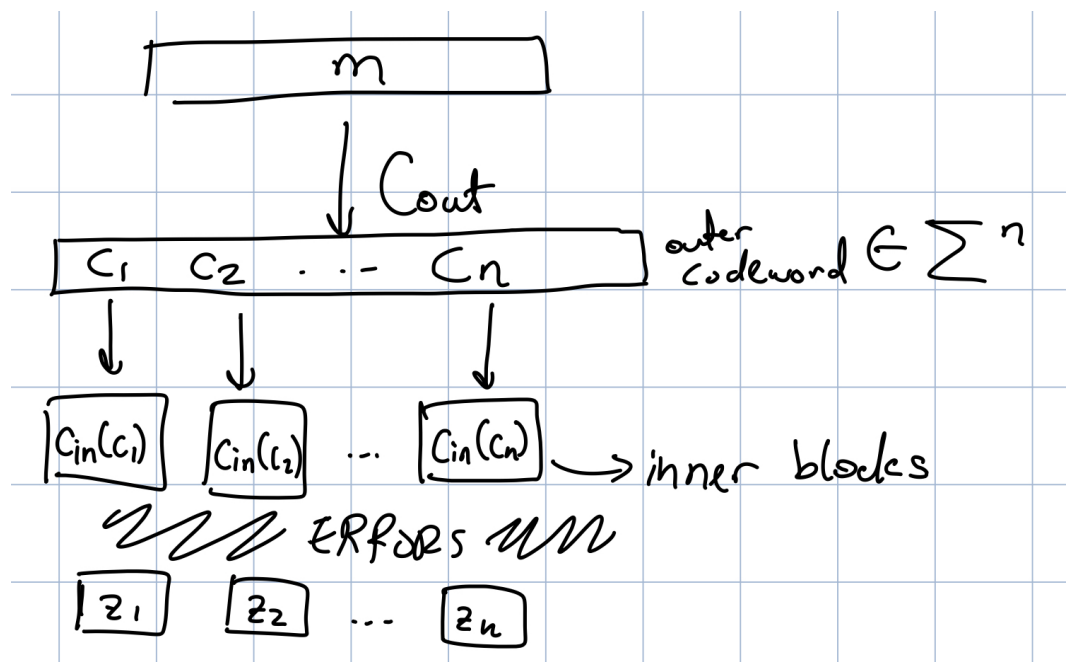 m
Cout
C1 C2 ... Cn
outer codeword ∈ Σ^n
Cin(C1) Cin(C2) ... Cin(Cn) → inner blocks
ERRORS
z1 z2 ... zn